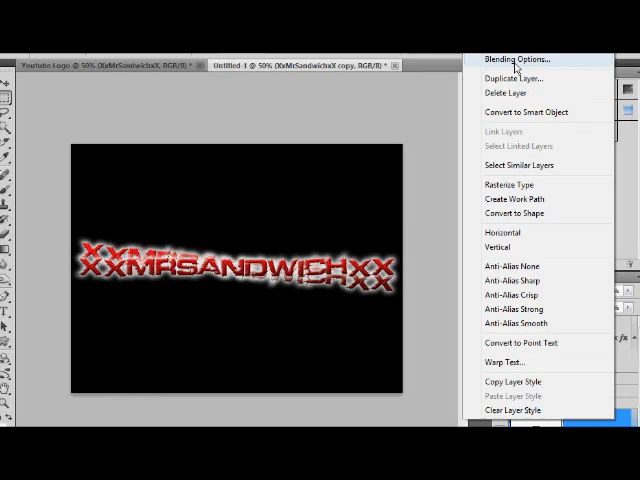 Youtube Logo @ 50% (XxMrSandwichxX, RGB/8) *
Untitled-1 @ 50% (XxMrSandwichxX copy, RGB/8) *
Blending Options...
Duplicate Layer...
Delete Layer
Convert to Smart Object
Link Layers
Select Linked Layers
Select Similar Layers
Rasterize Type
Create Work Path
Convert to Shape
Horizontal
Vertical
Anti-Alias None
Anti-Alias Sharp
Anti-Alias Crisp
Anti-Alias Strong
Anti-Alias Smooth
Convert to Point Text
Warp Text...
Copy Layer Style
Paste Layer Style
Clear Layer Style
XXMRSANDWICHXX
fx